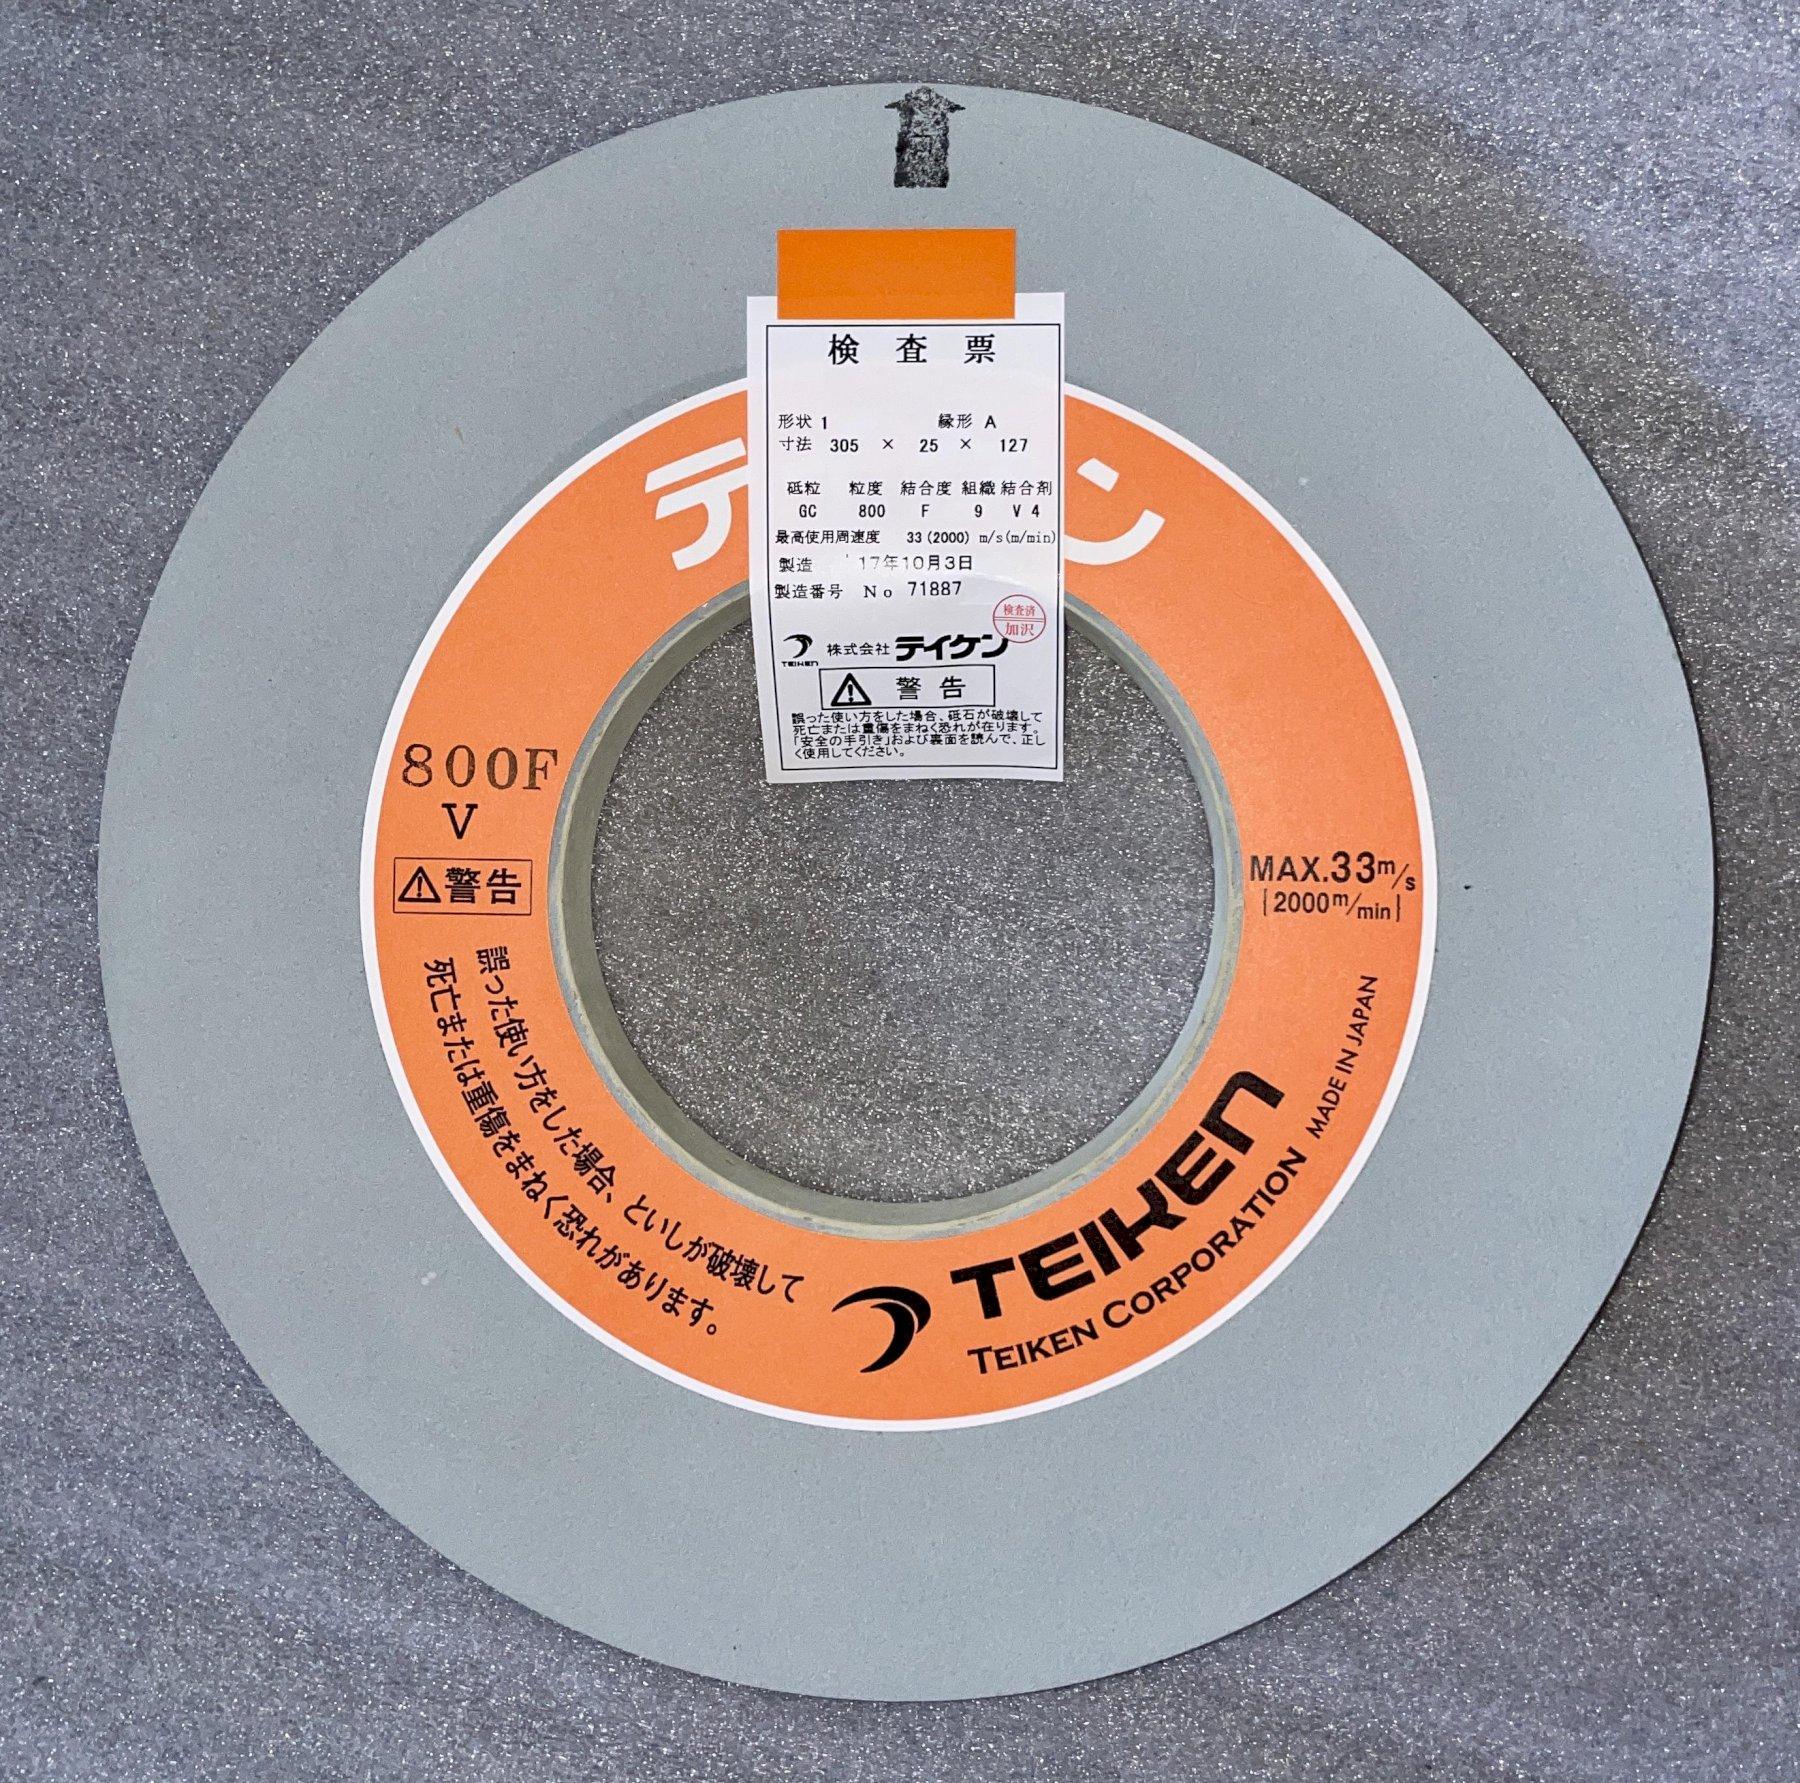 検査票
形状 1 縁形 A
寸法 305 × 25 × 127
砥粒 粒度 結合度 組織 結合剤
GC 800 F 9 V 4
最高使用周速度 33(2000) m/s(m/min)
製造 '17年10月3日
製造番号 No 71887
検査済
加沢
TEIKEN 株式会社テイケン
警告
誤った使い方をした場合、砥石が破壊して
死亡または重傷をまねく恐れが在ります。
「安全の手引き」および裏面を読んで、正し
く使用してください。
テ ン
800F
V
警告
誤った使い方をした場合、といしが破壊して
死亡または重傷をまねく恐れがあります。
MAX.33m/s
[2000m/min]
TEIKEN
TEIKEN CORPORATION MADE IN JAPAN